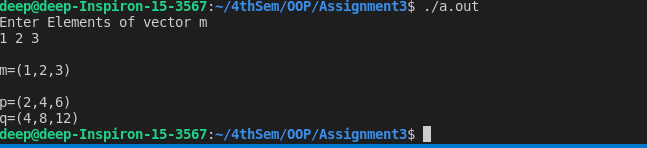 deep@deep-Inspiron-15-3567:~/4thSem/OOP/Assignment3$ ./a.out
Enter Elements of vector m
1 2 3
m=(1,2,3)
p=(2,4,6)
q=(4,8,12)
deep@deep-Inspiron-15-3567:~/4thSem/OOP/Assignment3$